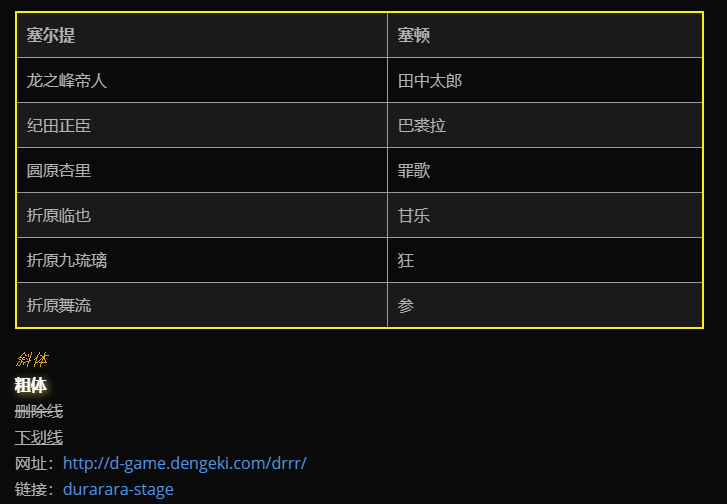 塞尔提 塞顿
龙之峰帝人 田中太郎
纪田正臣 巴裘拉
圆原杏里 罪歌
折原临也 甘乐
折原九琉璃 狂
折原舞流 参
斜体
粗体
删除线
下划线
网址：http://d-game.dengeki.com/drrr/
链接：durarara-stage